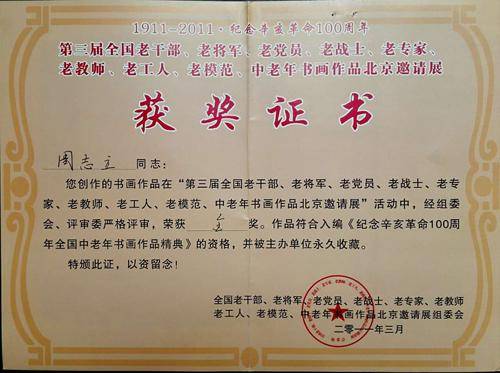 1911-2011·纪念辛亥革命100周年
第三届全国老干部、老将军、老党员、老战士、老专家、
老教师、老工人、老模范、中老年书画作品北京邀请展
获奖证书
周志立 同志：
您创作的书画作品在“第三届全国老干部、老将军、老党员、老战士、老专
家、老教师、老工人、老模范、中老年书画作品北京邀请展”活动中，经组委
会、评审委严格评审，荣获 金 奖。作品符合入编《纪念辛亥革命100周
年全国中老年书画作品精典》的资格，并被主办单位永久收藏。
特颁此证，以资留念！
全国老干部、老将军、老党员、老战士、老专家、老教师
老工人、老模范、中老年书画作品北京邀请展组委会
二零一一年三月